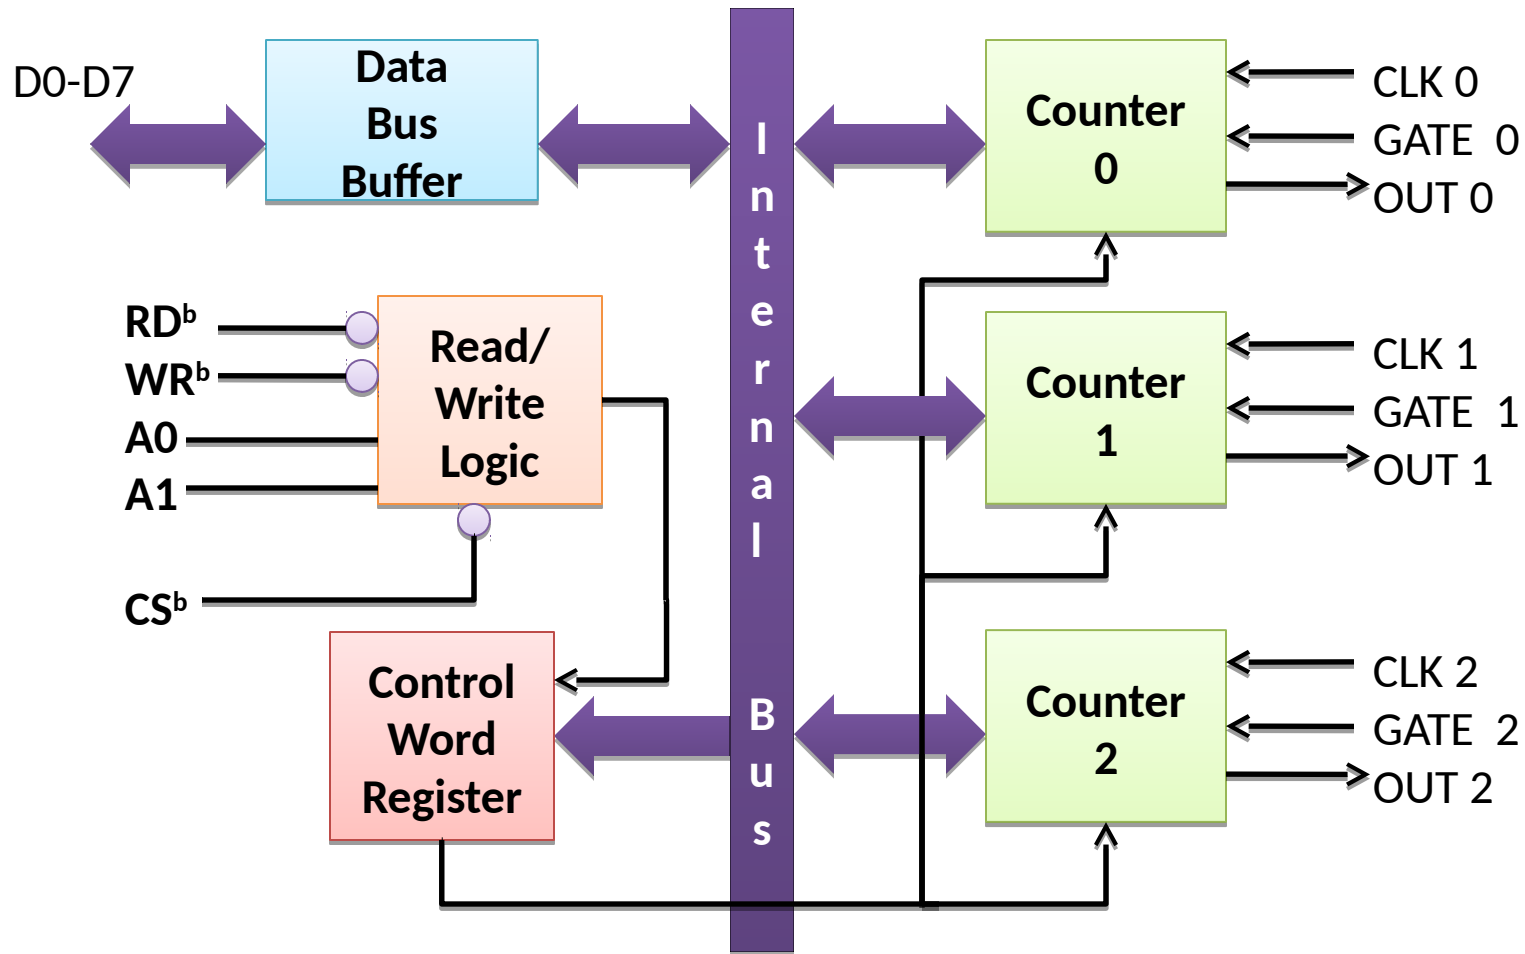 D0-D7
Data
Bus
Buffer
RDᵇ
WRᵇ
A0
A1
CSᵇ
Read/
Write
Logic
Control
Word
Register
I
n
t
e
r
n
a
l
B
u
s
Counter
0
CLK 0
GATE 0
OUT 0
Counter
1
CLK 1
GATE 1
OUT 1
Counter
2
CLK 2
GATE 2
OUT 2